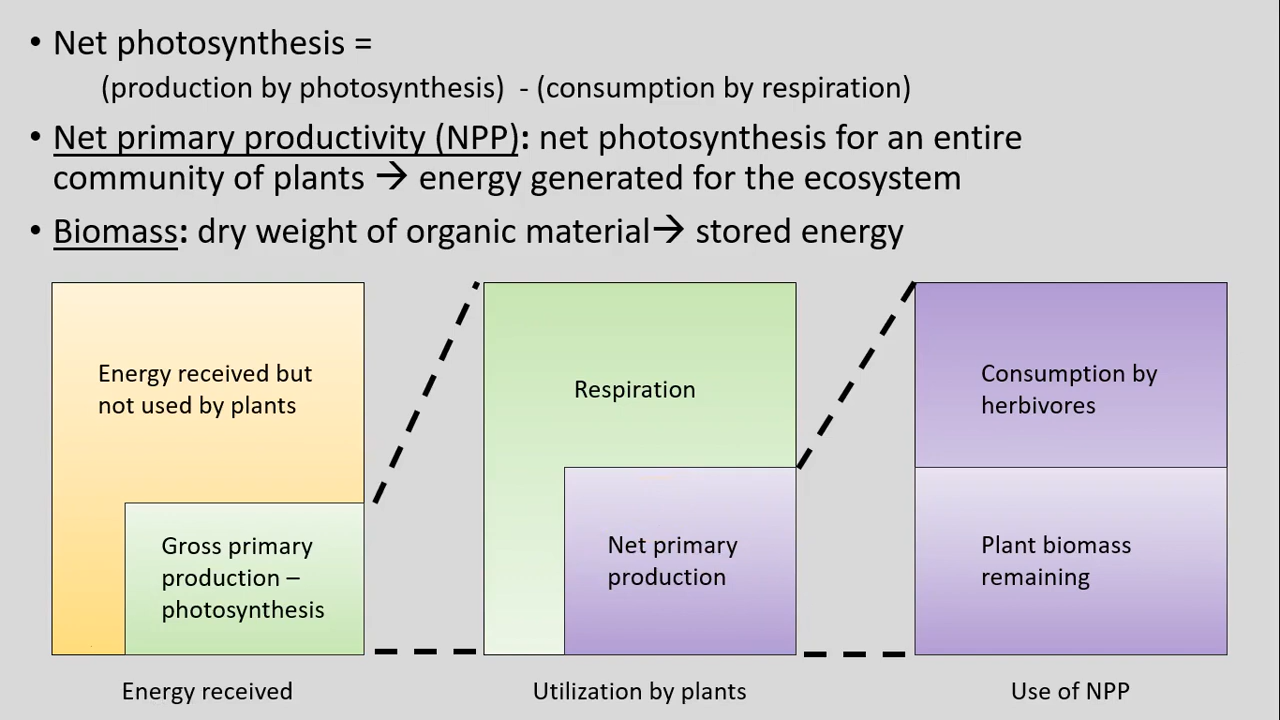 • Net photosynthesis =
(production by photosynthesis) - (consumption by respiration)
• Net primary productivity (NPP): net photosynthesis for an entire
community of plants → energy generated for the ecosystem
• Biomass: dry weight of organic material→ stored energy
Energy received but
not used by plants
Gross primary
production –
photosynthesis
Energy received
Respiration
Net primary
production
Utilization by plants
Consumption by
herbivores
Plant biomass
remaining
Use of NPP